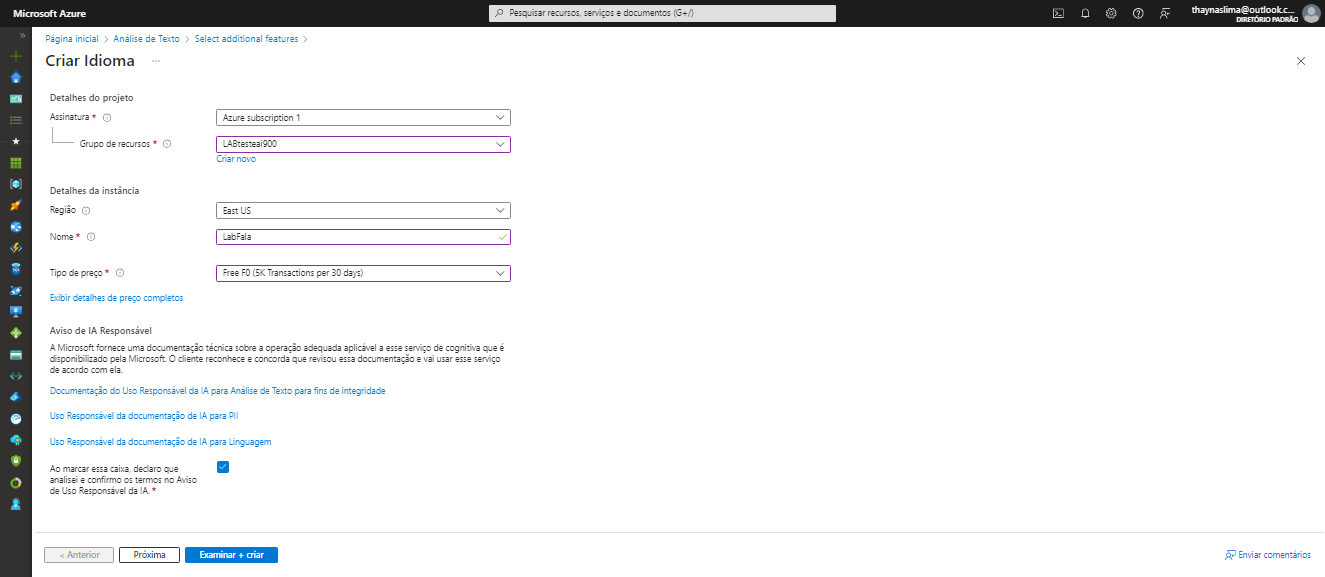 Microsoft Azure
Pesquisar recursos, serviços e documentos (G+/)
thaynaslima@outlook.c...
DIRETÓRIO PADRÃO
Página inicial > Análise de Texto > Select additional features >
Criar Idioma ...
Detalhes do projeto
Assinatura *
Azure subscription 1
Grupo de recursos *
LABtesteai900
Criar novo
Detalhes da instância
Região
East US
Nome *
LabFala
Tipo de preço *
Free F0 (5K Transactions per 30 days)
Exibir detalhes de preço completos
Aviso de IA Responsável
A Microsoft fornece uma documentação técnica sobre a operação adequada aplicável a esse serviço de cognitiva que é
disponibilizado pela Microsoft. O cliente reconhece e concorda que revisou essa documentação e vai usar esse serviço
de acordo com ela.
Documentação do Uso Responsável da IA para Análise de Texto para fins de integridade
Uso Responsável da documentação de IA para PII
Uso Responsável da documentação de IA para Linguagem
Ao marcar essa caixa, declaro que
analisei e confirmo os termos no Aviso
de Uso Responsável da IA. *
< Anterior
Próxima
Examinar + criar
Enviar comentários